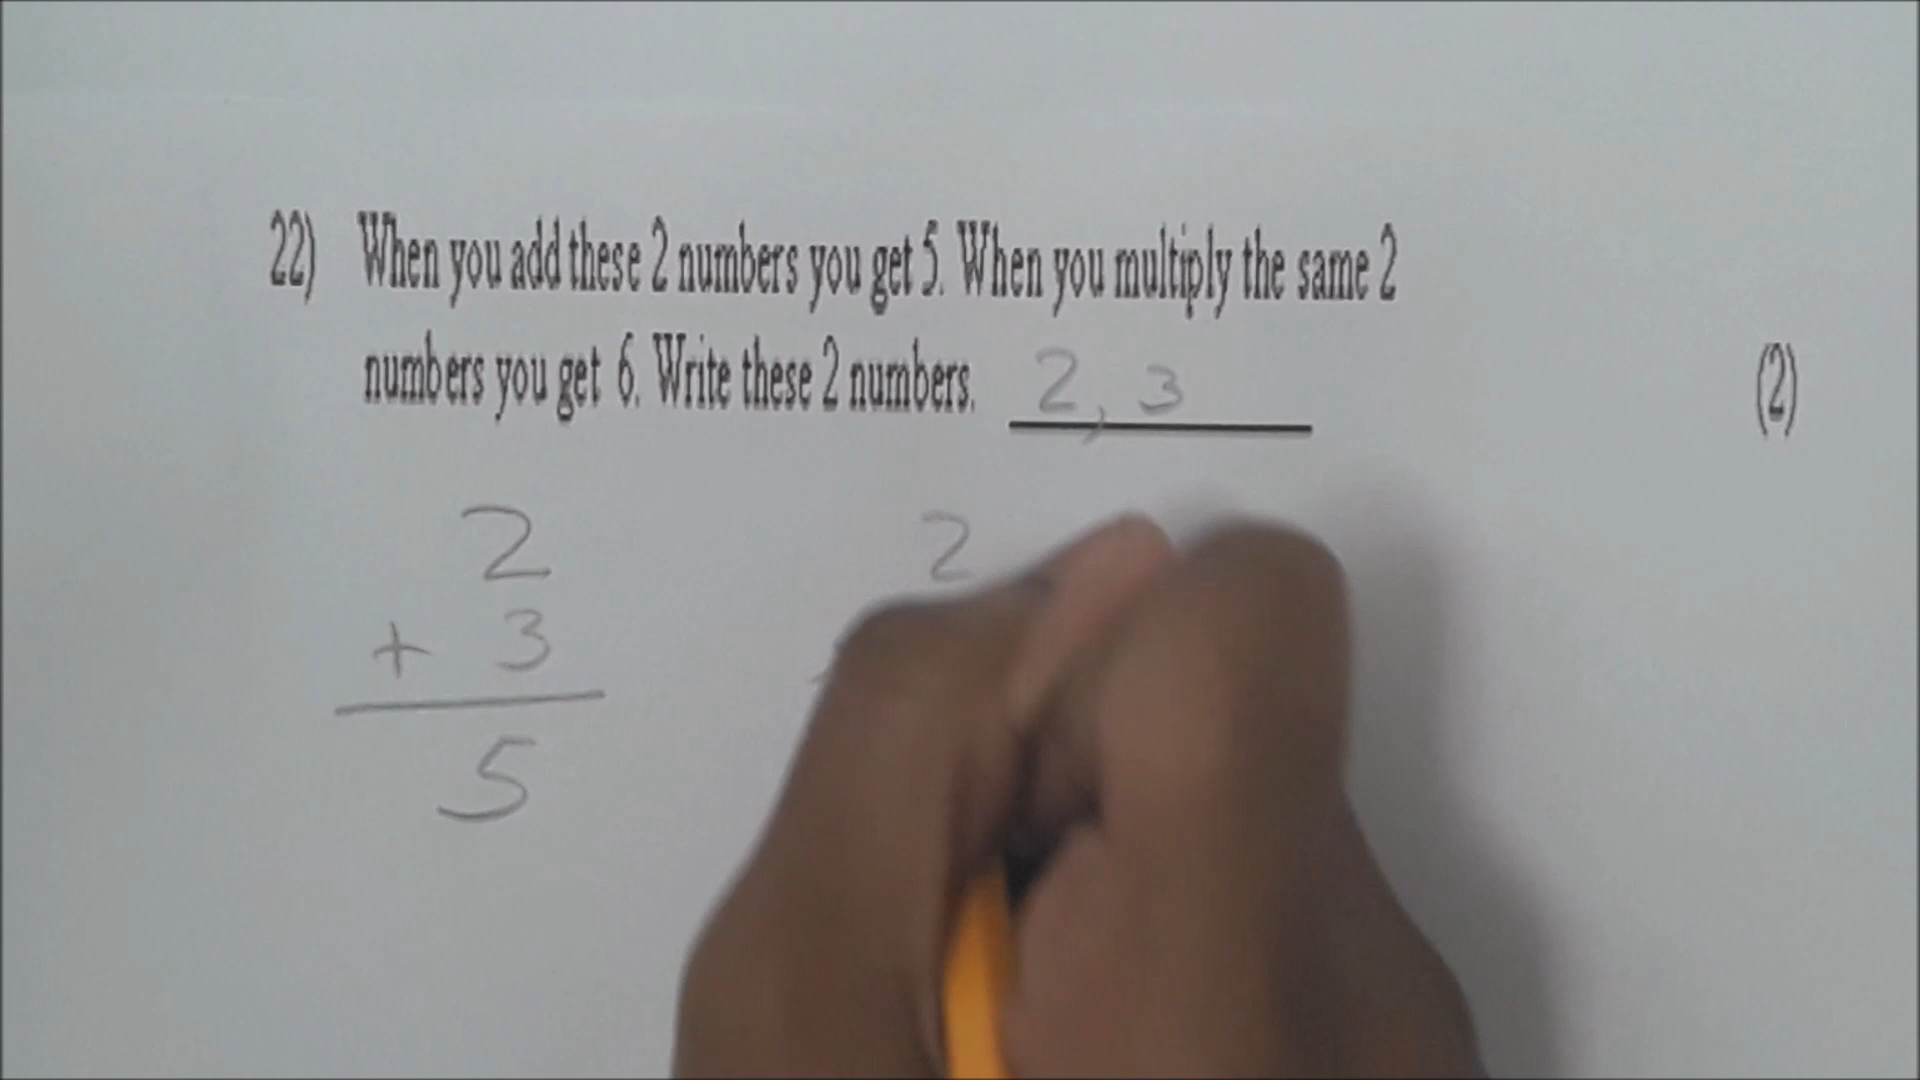 22) When you add these 2 numbers you get 5. When you multiply the same 2
numbers you get 6. Write these 2 numbers. 2, 3 (2)
2
+ 3
5
2